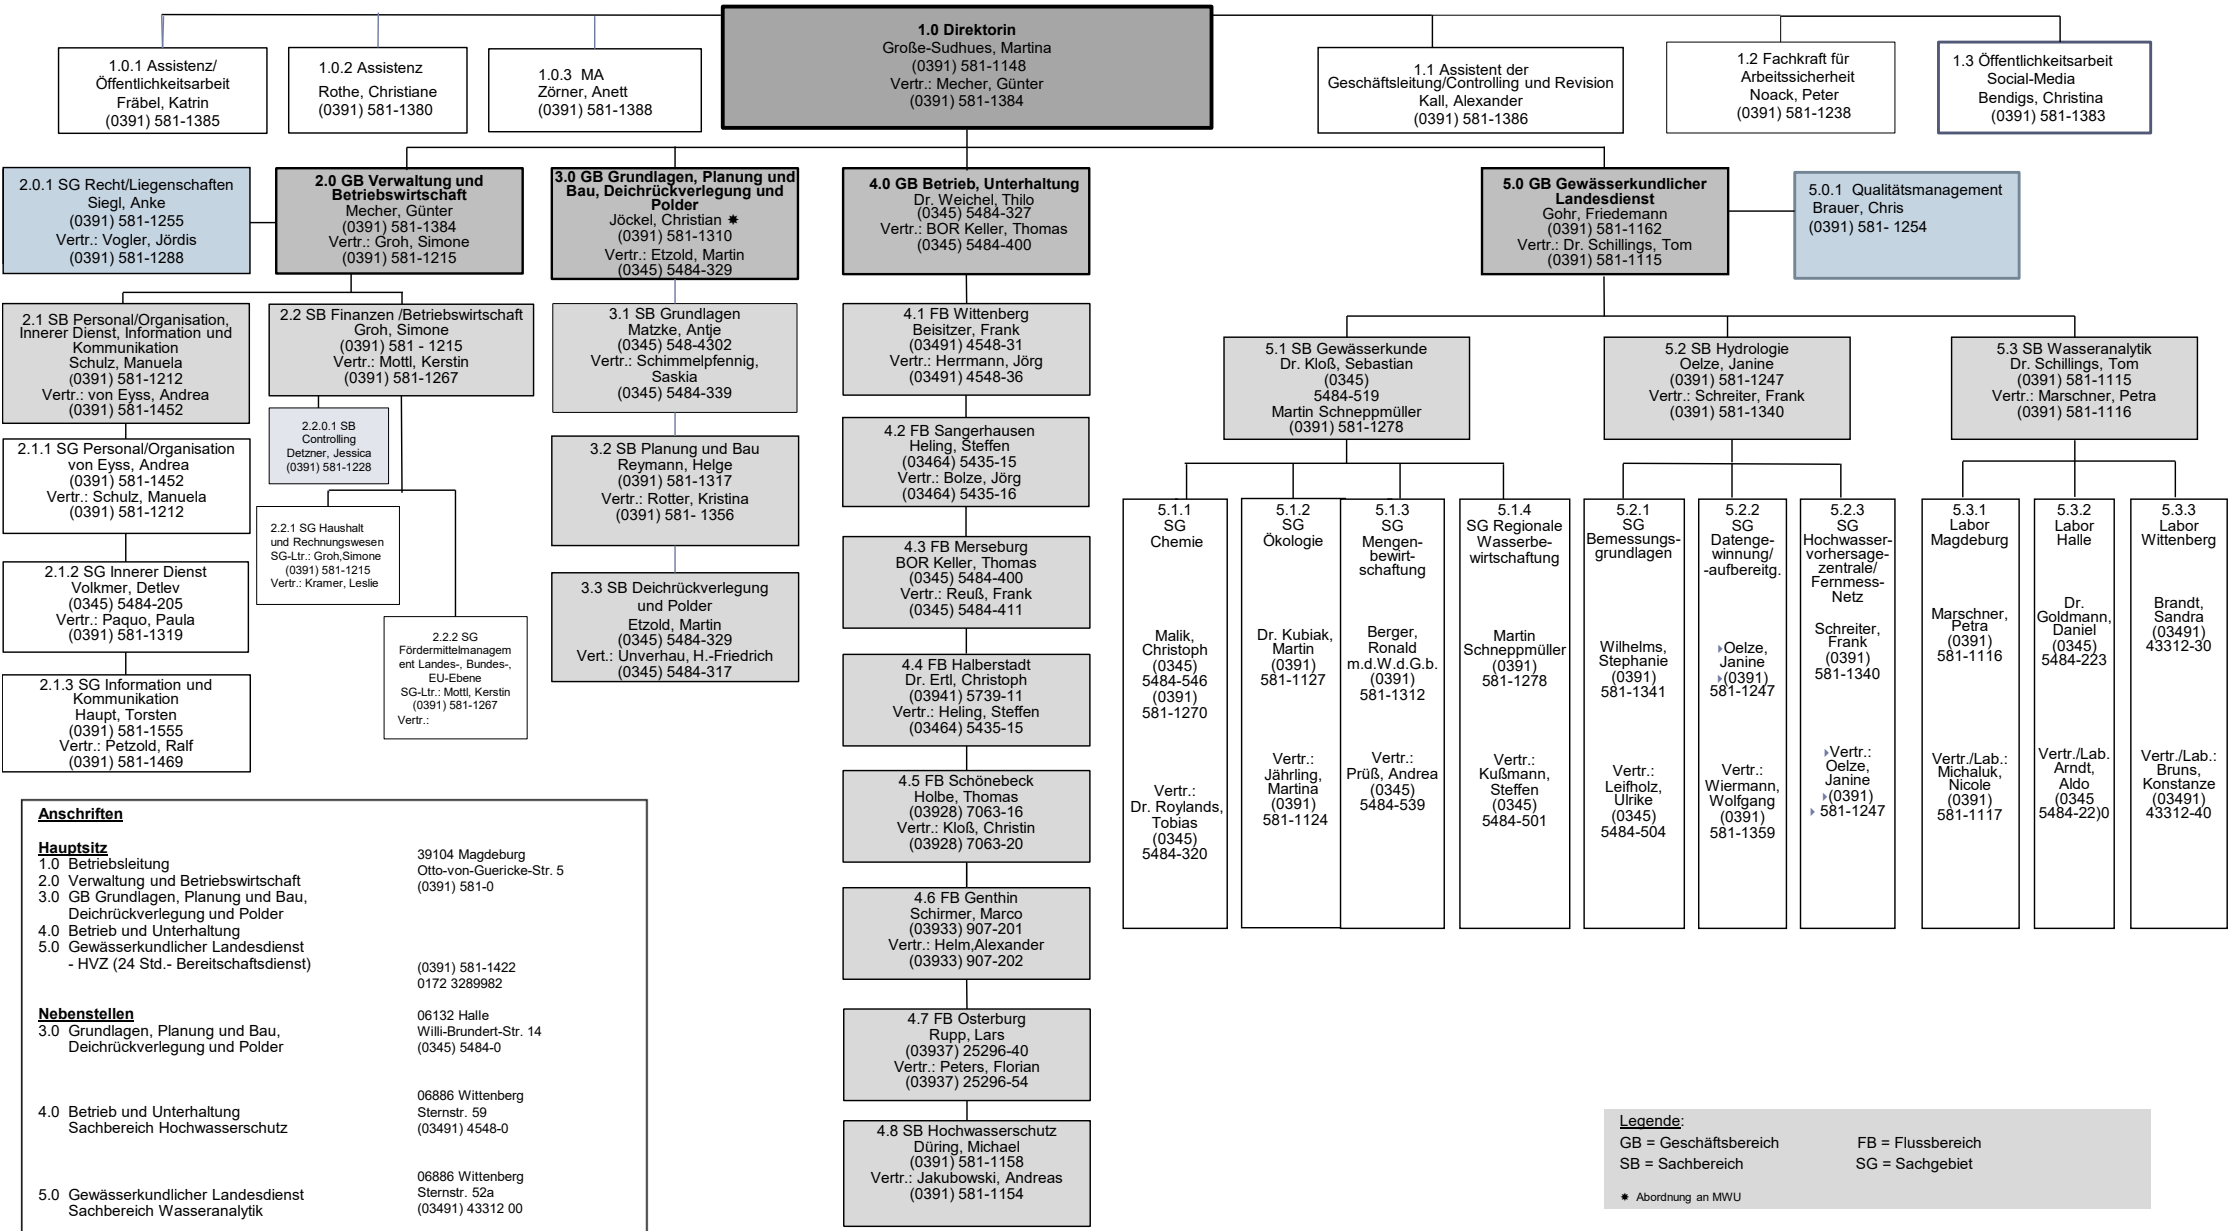 1.0 Direktorin
Große-Sudhues, Martina
(0391) 581-1148
Vertr.: Mecher, Günter
(0391) 581-1384
1.0.1 Assistenz/
Öffentlichkeitsarbeit
Fräbel, Katrin
(0391) 581-1385
1.0.2 Assistenz
Rothe, Christiane
(0391) 581-1380
1.0.3 MA
Zörner, Anett
(0391) 581-1388
1.1 Assistent der
Geschäftsleitung/Controlling und Revision
Kall, Alexander
(0391) 581-1386
1.2 Fachkraft für
Arbeitssicherheit
Noack, Peter
(0391) 581-1238
1.3 Öffentlichkeitsarbeit
Social-Media
Bendigs, Christina
(0391) 581-1383
2.0.1 SG Recht/Liegenschaften
Siegl, Anke
(0391) 581-1255
Vertr.: Vogler, Jördis
(0391) 581-1288
2.0 GB Verwaltung und
Betriebswirtschaft
Mecher, Günter
(0391) 581-1384
Vertr.: Groh, Simone
(0391) 581-1215
3.0 GB Grundlagen, Planung und
Bau, Deichrückverlegung und
Polder
Jöckel, Christian ✷
(0391) 581-1310
Vertr.: Etzold, Martin
(0345) 5484-329
4.0 GB Betrieb, Unterhaltung
Dr. Weichel, Thilo
(0345) 5484-327
Vertr.: BOR Keller, Thomas
(0345) 5484-400
5.0 GB Gewässerkundlicher
Landesdienst
Gohr, Friedemann
(0391) 581-1162
Vertr.: Dr. Schillings, Tom
(0391) 581-1115
5.0.1 Qualitätsmanagement
Brauer, Chris
(0391) 581- 1254
2.1 SB Personal/Organisation,
Innerer Dienst, Information und
Kommunikation
Schulz, Manuela
(0391) 581-1212
Vertr.: von Eyss, Andrea
(0391) 581-1452
2.1.1 SG Personal/Organisation
von Eyss, Andrea
(0391) 581-1452
Vertr.: Schulz, Manuela
(0391) 581-1212
2.1.2 SG Innerer Dienst
Volkmer, Detlev
(0345) 5484-205
Vertr.: Paquo, Paula
(0391) 581-1319
2.1.3 SG Information und
Kommunikation
Haupt, Torsten
(0391) 581-1555
Vertr.: Petzold, Ralf
(0391) 581-1469
2.2 SB Finanzen /Betriebswirtschaft
Groh, Simone
(0391) 581 - 1215
Vertr.: Mottl, Kerstin
(0391) 581-1267
2.2.0.1 SB
Controlling
Detzner, Jessica
(0391) 581-1228
2.2.1 SG Haushalt
und Rechnungswesen
SG-Ltr.: Groh,Simone
(0391) 581-1215
Vertr.: Kramer, Leslie
2.2.2 SG
Fördermittelmanagem
ent Landes-, Bundes-,
EU-Ebene
SG-Ltr.: Mottl, Kerstin
(0391) 581-1267
Vertr.:
3.1 SB Grundlagen
Matzke, Antje
(0345) 548-4302
Vertr.: Schimmelpfennig,
Saskia
(0345) 5484-339
3.2 SB Planung und Bau
Reymann, Helge
(0391) 581-1317
Vertr.: Rotter, Kristina
(0391) 581- 1356
3.3 SB Deichrückverlegung
und Polder
Etzold, Martin
(0345) 5484-329
Vert.: Unverhau, H.-Friedrich
(0345) 5484-317
4.1 FB Wittenberg
Beisitzer, Frank
(03491) 4548-31
Vertr.: Herrmann, Jörg
(03491) 4548-36
4.2 FB Sangerhausen
Heling, Steffen
(03464) 5435-15
Vertr.: Bolze, Jörg
(03464) 5435-16
4.3 FB Merseburg
BOR Keller, Thomas
(0345) 5484-400
Vertr.: Reuß, Frank
(0345) 5484-411
4.4 FB Halberstadt
Dr. Ertl, Christoph
(03941) 5739-11
Vertr.: Heling, Steffen
(03464) 5435-15
4.5 FB Schönebeck
Holbe, Thomas
(03928) 7063-16
Vertr.: Kloß, Christin
(03928) 7063-20
4.6 FB Genthin
Schirmer, Marco
(03933) 907-201
Vertr.: Helm,Alexander
(03933) 907-202
4.7 FB Osterburg
Rupp, Lars
(03937) 25296-40
Vertr.: Peters, Florian
(03937) 25296-54
4.8 SB Hochwasserschutz
Düring, Michael
(0391) 581-1158
Vertr.: Jakubowski, Andreas
(0391) 581-1154
5.1 SB Gewässerkunde
Dr. Kloß, Sebastian
(0345)
5484-519
Martin Schneppmüller
(0391) 581-1278
5.2 SB Hydrologie
Oelze, Janine
(0391) 581-1247
Vertr.: Schreiter, Frank
(0391) 581-1340
5.3 SB Wasseranalytik
Dr. Schillings, Tom
(0391) 581-1115
Vertr.: Marschner, Petra
(0391) 581-1116
5.1.1
SG
Chemie
Malik,
Christoph
(0345)
5484-546
(0391)
581-1270
Vertr.:
Dr. Roylands,
Tobias
(0345)
5484-320
5.1.2
SG
Ökologie
Dr. Kubiak,
Martin
(0391)
581-1127
Vertr.:
Jährling,
Martina
(0391)
581-1124
5.1.3
SG
Mengen-
bewirt-
schaftung
Berger,
Ronald
m.d.W.d.G.b.
(0391)
581-1312
Vertr.:
Prüß, Andrea
(0345)
5484-539
5.1.4
SG Regionale
Wasserbe-
wirtschaftung
Martin
Schneppmüller
(0391)
581-1278
Vertr.:
Kußmann,
Steffen
(0345)
5484-501
5.2.1
SG
Bemessungs-
grundlagen
Wilhelms,
Stephanie
(0391)
581-1341
Vertr.:
Leifholz,
Ulrike
(0345)
5484-504
5.2.2
SG
Datenge-
winnung/
-aufbereitg.
Oelze,
Janine
(0391)
581-1247
Vertr.:
Wiermann,
Wolfgang
(0391)
581-1359
5.2.3
SG
Hochwasser-
vorhersage-
zentrale/
Fernmess-
Netz
Schreiter,
Frank
(0391)
581-1340
Vertr.:
Oelze,
Janine
(0391)
581-1247
5.3.1
Labor
Magdeburg
Marschner,
Petra
(0391)
581-1116
Vertr./Lab.:
Michaluk,
Nicole
(0391)
581-1117
5.3.2
Labor
Halle
Dr.
Goldmann,
Daniel
(0345)
5484-223
Vertr./Lab.
Arndt,
Aldo
(0345
5484-22)0
5.3.3
Labor
Wittenberg
Brandt,
Sandra
(03491)
43312-30
Vertr./Lab.:
Bruns,
Konstanze
(03491)
43312-40
Anschriften
Hauptsitz
1.0 Betriebsleitung
2.0 Verwaltung und Betriebswirtschaft
3.0 GB Grundlagen, Planung und Bau,
Deichrückverlegung und Polder
4.0 Betrieb und Unterhaltung
5.0 Gewässerkundlicher Landesdienst
- HVZ (24 Std.- Bereitschaftsdienst)
39104 Magdeburg
Otto-von-Guericke-Str. 5
(0391) 581-0
(0391) 581-1422
0172 3289982
Nebenstellen
3.0 Grundlagen, Planung und Bau,
Deichrückverlegung und Polder
06132 Halle
Willi-Brundert-Str. 14
(0345) 5484-0
4.0 Betrieb und Unterhaltung
Sachbereich Hochwasserschutz
06886 Wittenberg
Sternstr. 59
(03491) 4548-0
5.0 Gewässerkundlicher Landesdienst
Sachbereich Wasseranalytik
06886 Wittenberg
Sternstr. 52a
(03491) 43312 00
Legende:
GB = Geschäftsbereich FB = Flussbereich
SB = Sachbereich SG = Sachgebiet
✷ Abordnung an MWU